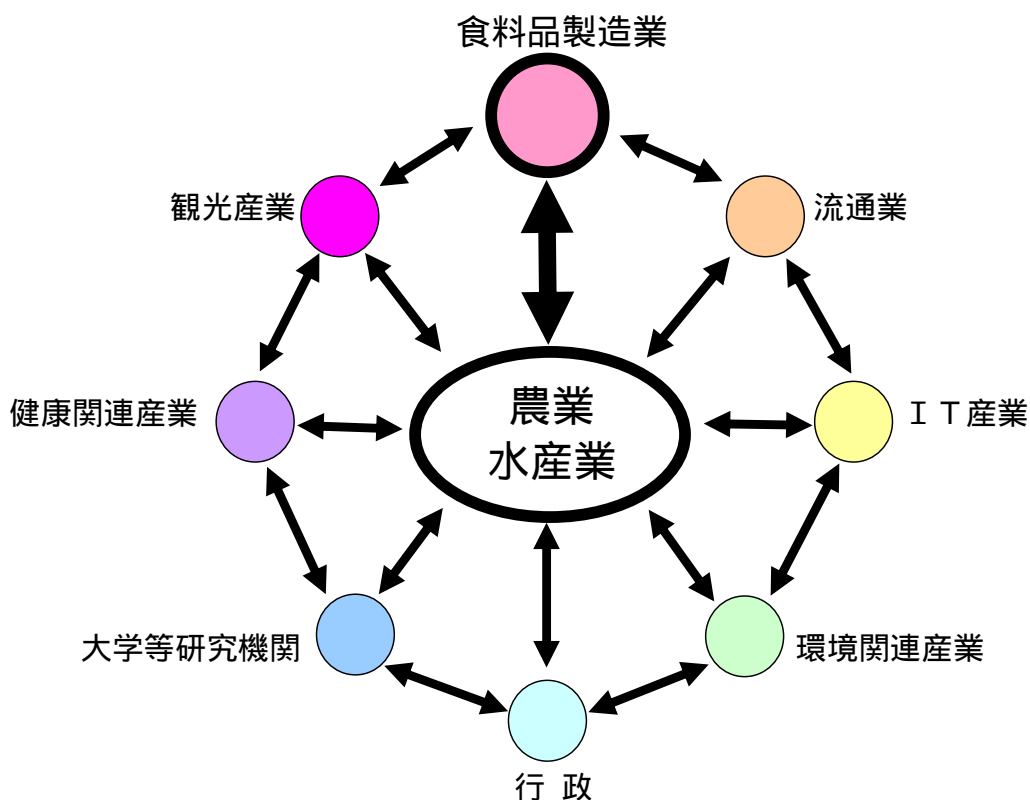 食料品製造業
観光産業
流通業
健康関連産業
農業
水産業
ＩＴ産業
大学等研究機関
環境関連産業
行 政